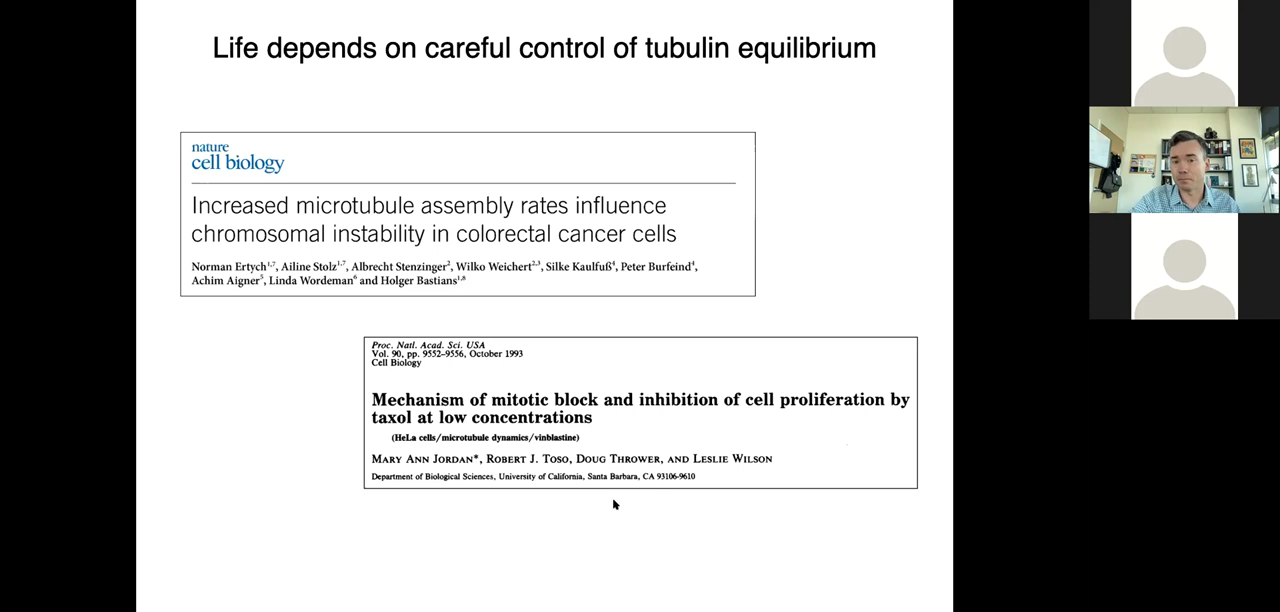 Life depends on careful control of tubulin equilibrium
nature
cell biology
Increased microtubule assembly rates influence
chromosomal instability in colorectal cancer cells
Norman Ertych1,7, Ailine Stolz1,7, Albrecht Stenzinger2, Wilko Weichert2,3, Silke Kaulfuß4, Peter Burfeind4,
Achim Aigner5, Linda Wordeman6 and Holger Bastians1,8
Proc. Natl. Acad. Sci. USA
Vol. 90, pp. 9552–9556, October 1993
Cell Biology
Mechanism of mitotic block and inhibition of cell proliferation by
taxol at low concentrations
(HeLa cells/microtubule dynamics/vinblastine)
MARY ANN JORDAN*, ROBERT J. TOSO, DOUG THROWER, AND LESLIE WILSON
Department of Biological Sciences, University of California, Santa Barbara, CA 93106-9610